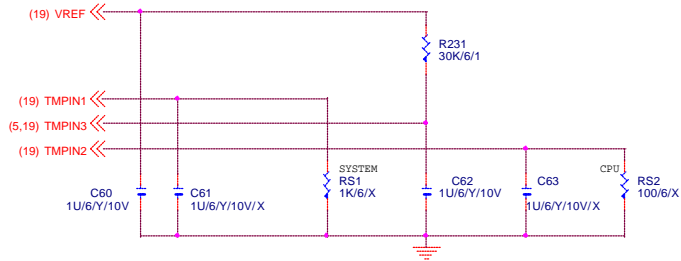 (19) VREF
R231
30K/6/1
(19) TMPIN1
(5,19) TMPIN3
(19) TMPIN2
SYSTEM
RS1
1K/6/X
CPU
RS2
100/6/X
C60
1U/6/Y/10V
C61
1U/6/Y/10V/X
C62
1U/6/Y/10V
C63
1U/6/Y/10V/X